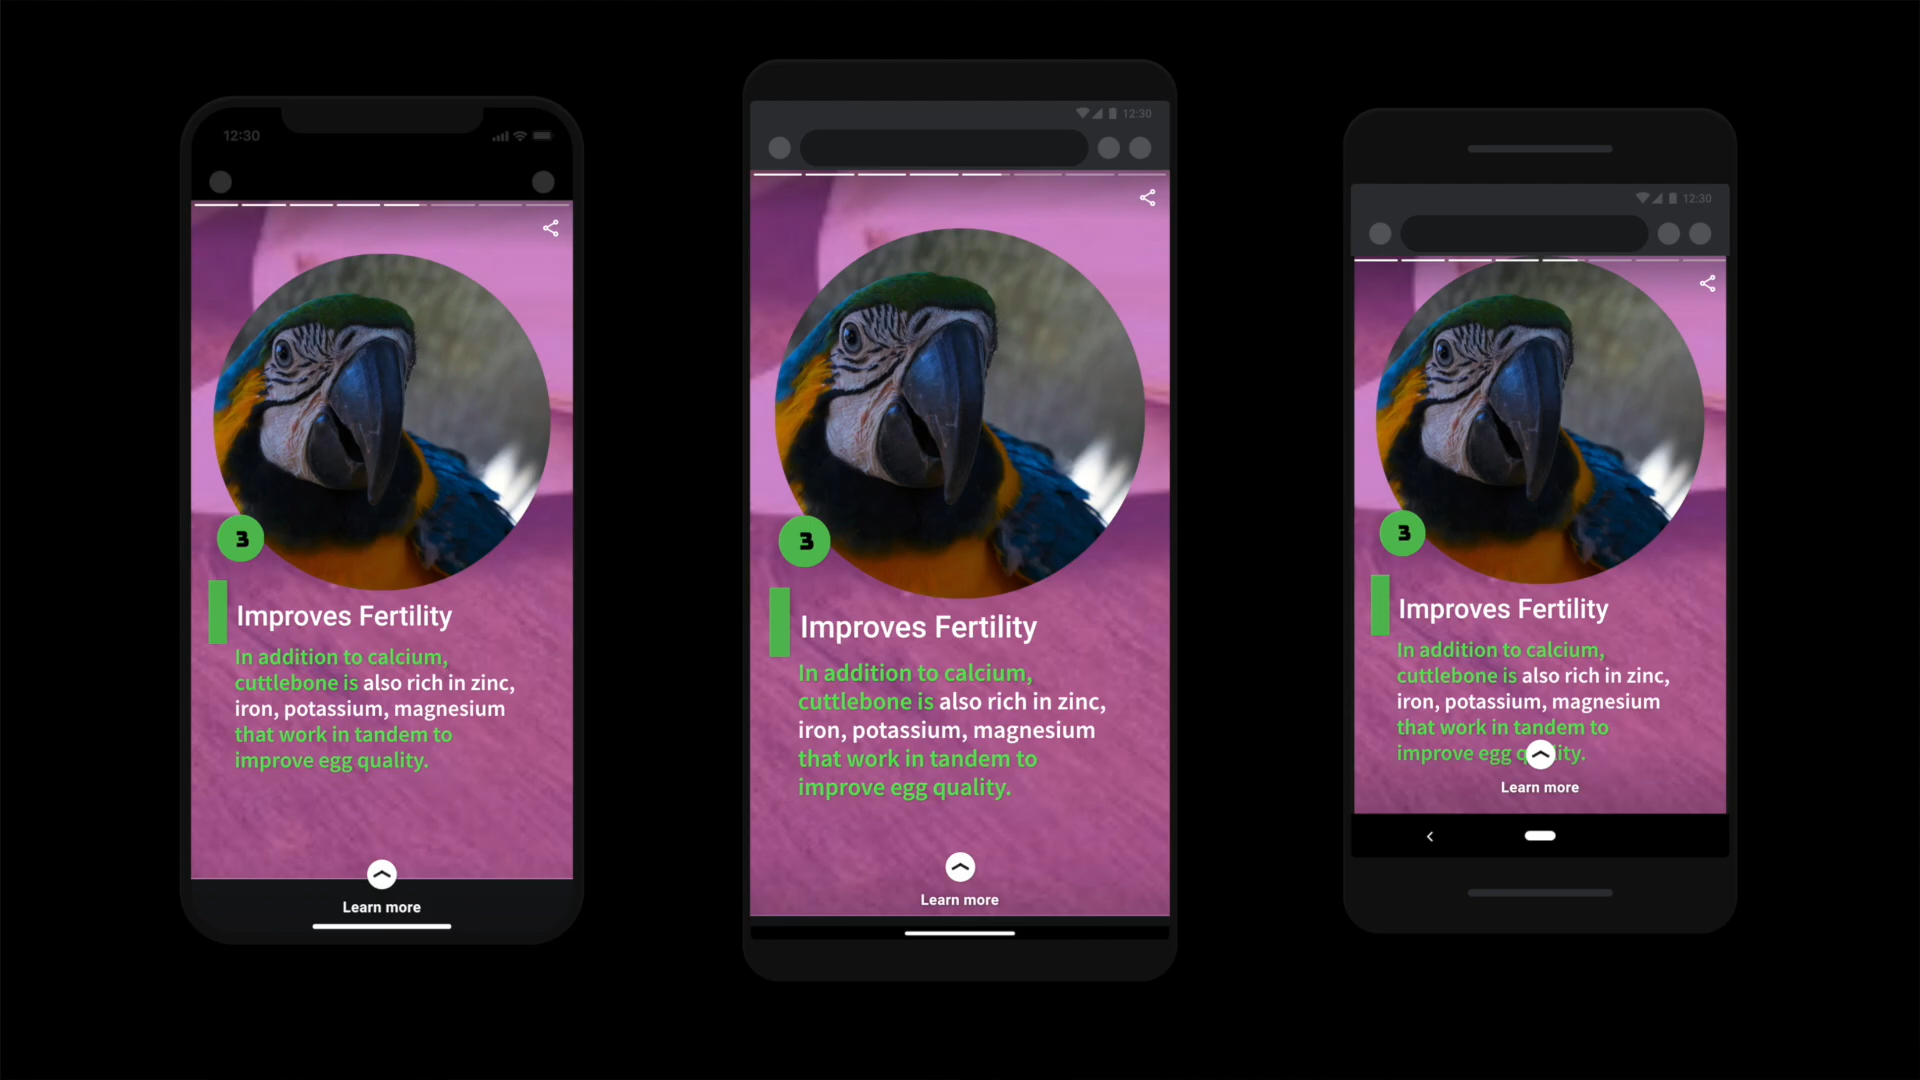 12:30
3
Improves Fertility
In addition to calcium,
cuttlebone is also rich in zinc,
iron, potassium, magnesium
that work in tandem to
improve egg quality.
Learn more
12:30
3
Improves Fertility
In addition to calcium,
cuttlebone is also rich in zinc,
iron, potassium, magnesium
that work in tandem to
improve egg quality.
Learn more
12:30
3
Improves Fertility
In addition to calcium,
cuttlebone is also rich in zinc,
iron, potassium, magnesium
that work in tandem to
improve egg
Learn more